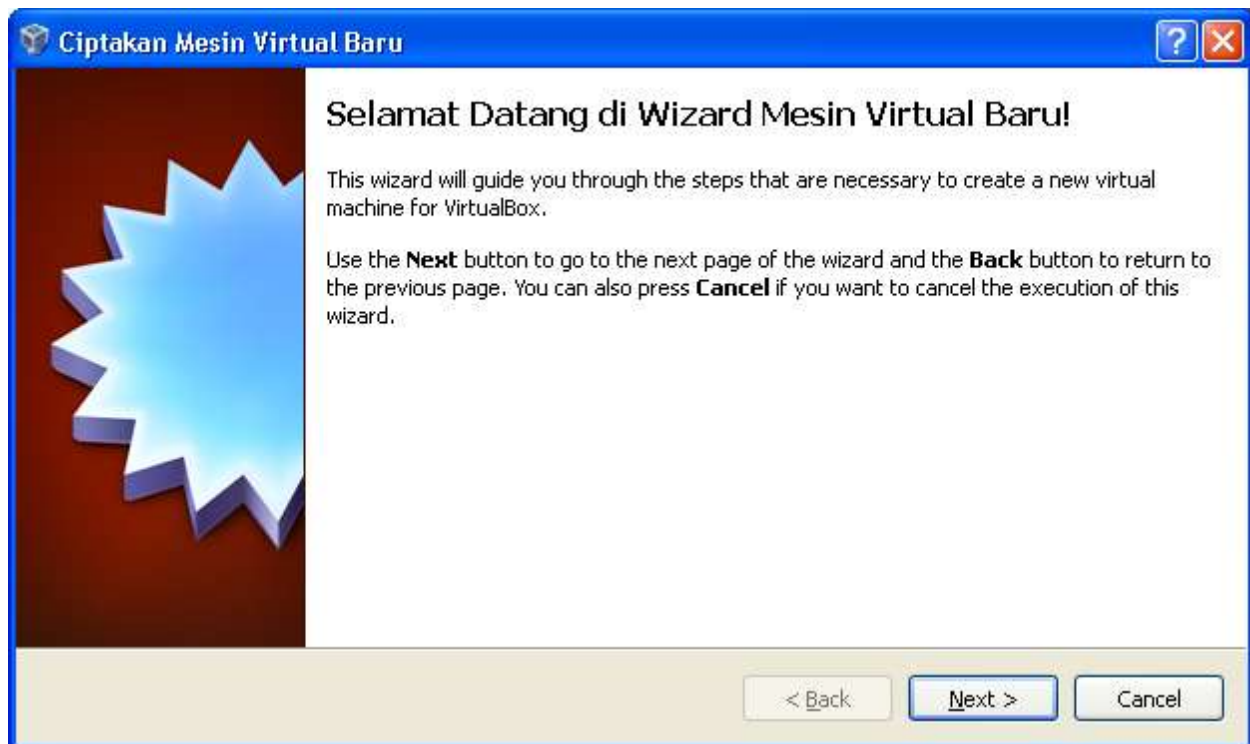 Ciptakan Mesin Virtual Baru
Selamat Datang di Wizard Mesin Virtual Baru!
This wizard will guide you through the steps that are necessary to create a new virtual
machine for VirtualBox.
Use the Next button to go to the next page of the wizard and the Back button to return to
the previous page. You can also press Cancel if you want to cancel the execution of this
wizard.
< Back
Next >
Cancel